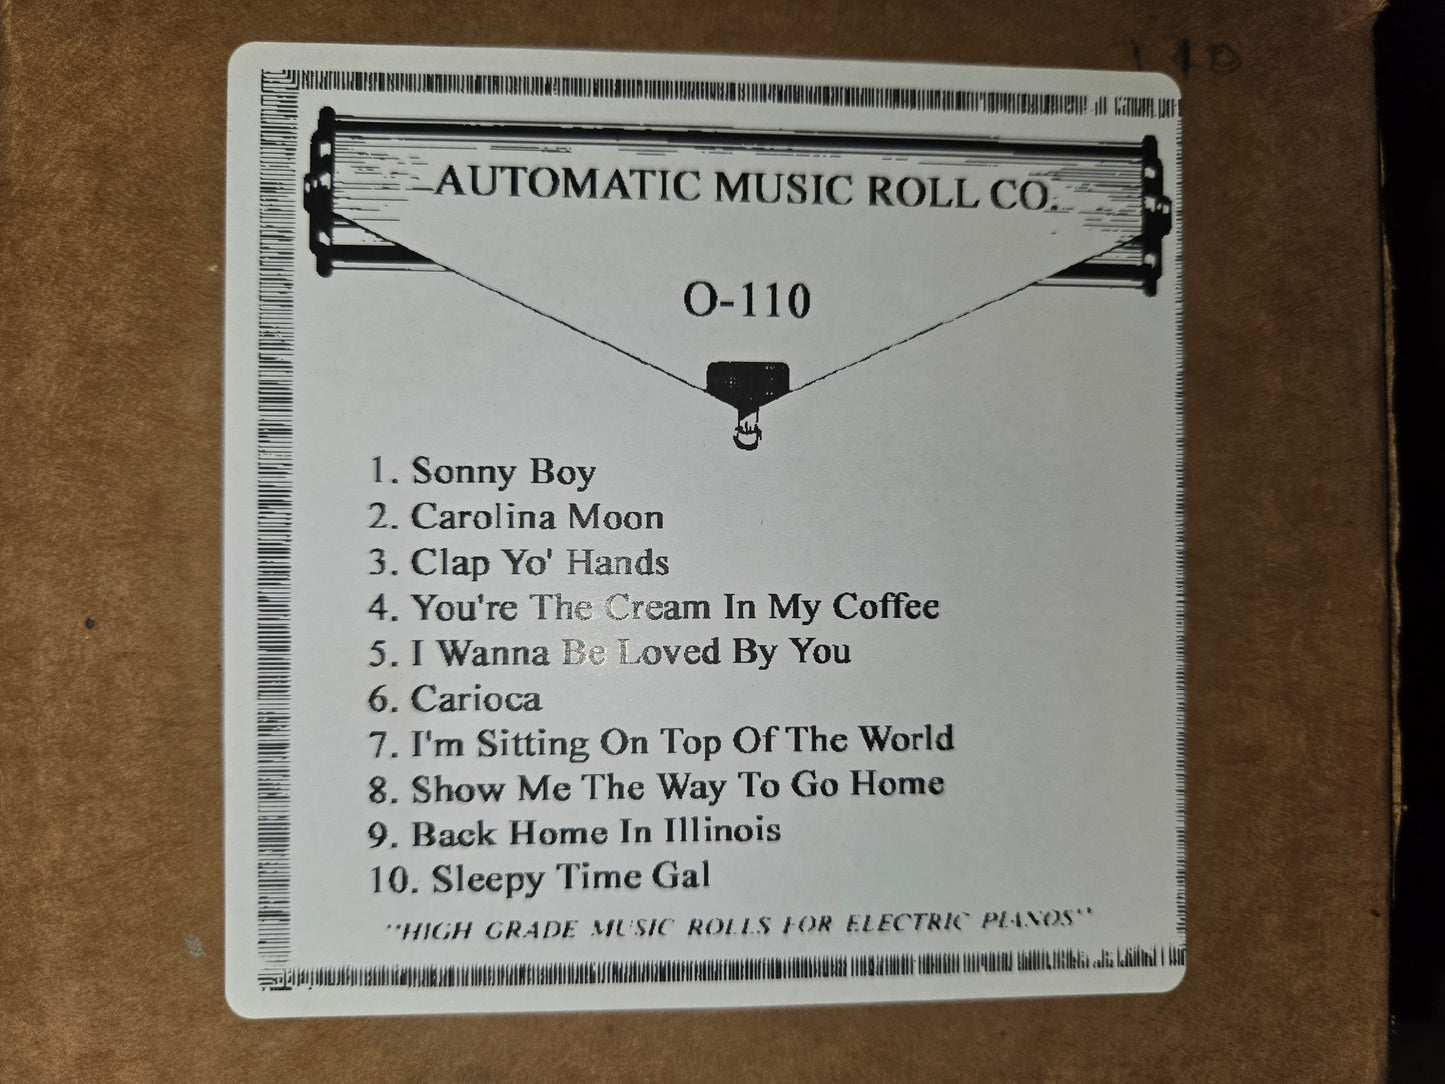 110
AUTOMATIC MUSIC ROLL CO.
O-110
1. Sonny Boy
2. Carolina Moon
3. Clap Yo' Hands
4. You're The Cream In My Coffee
5. I Wanna Be Loved By You
6. Carioca
7. I'm Sitting On Top Of The World
8. Show Me The Way To Go Home
9. Back Home In Illinois
10. Sleepy Time Gal
"HIGH GRADE MUSIC ROLLS FOR ELECTRIC PIANOS"